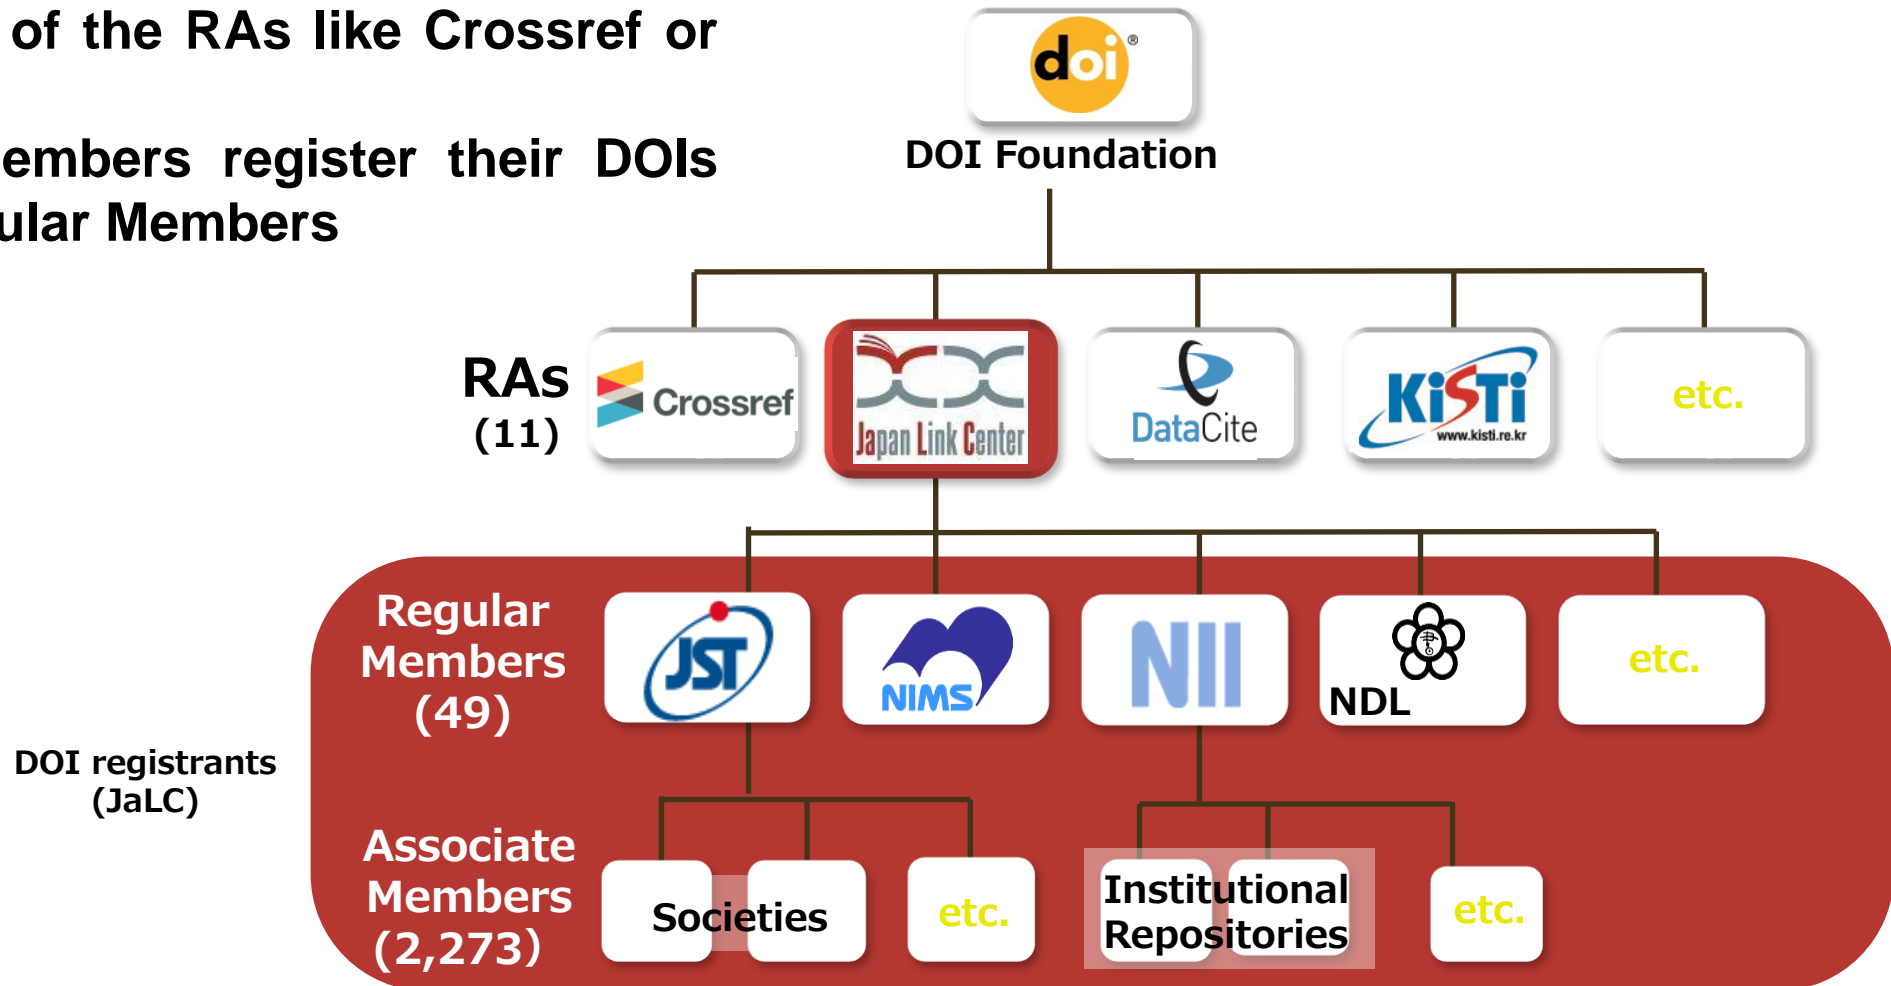 of the RAs like Crossref or
embers register their DOIs
ular Members
doi®
DOI Foundation
RAs
(11)
Crossref
Japan Link Center
DataCite
KiSTi
www.kisti.re.kr
etc.
Regular
Members
(49)
JST
NIMS
NII
NDL
etc.
DOI registrants
(JaLC)
Associate
Members
(2,273)
Societies
etc.
Institutional
Repositories
etc.